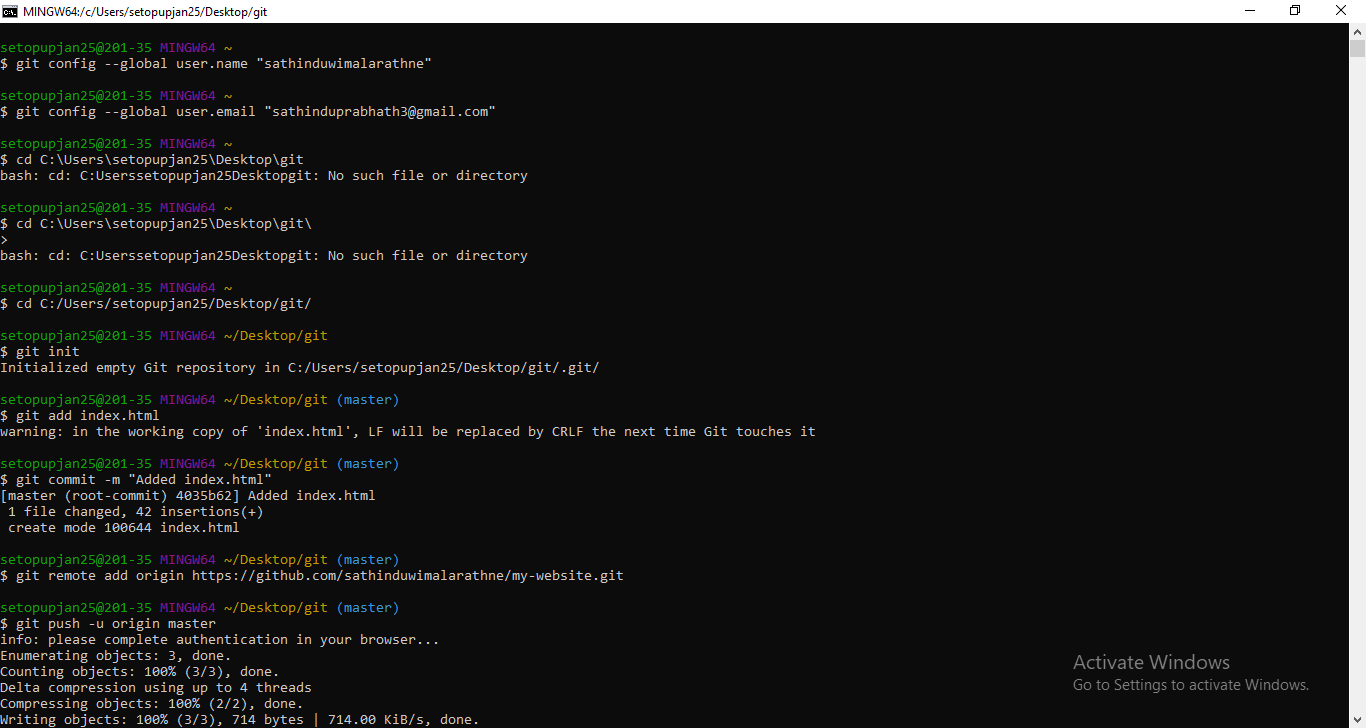 MINGW64:/c/Users/setopupjan25/Desktop/git
setopupjan25@201-35 MINGW64 ~
$ git config --global user.name "sathinduwimalarathne"
setopupjan25@201-35 MINGW64 ~
$ git config --global user.email "sathinduprabhath3@gmail.com"
setopupjan25@201-35 MINGW64 ~
$ cd C:\Users\setopupjan25\Desktop\git
bash: cd: C:Userssetopupjan25Desktopgit: No such file or directory
setopupjan25@201-35 MINGW64 ~
$ cd C:\Users\setopupjan25\Desktop\git\
>
bash: cd: C:Userssetopupjan25Desktopgit: No such file or directory
setopupjan25@201-35 MINGW64 ~
$ cd C:/Users/setopupjan25/Desktop/git/
setopupjan25@201-35 MINGW64 ~/Desktop/git
$ git init
Initialized empty Git repository in C:/Users/setopupjan25/Desktop/git/.git/
setopupjan25@201-35 MINGW64 ~/Desktop/git (master)
$ git add index.html
warning: in the working copy of 'index.html', LF will be replaced by CRLF the next time Git touches it
setopupjan25@201-35 MINGW64 ~/Desktop/git (master)
$ git commit -m "Added index.html"
[master (root-commit) 4035b62] Added index.html
 1 file changed, 42 insertions(+)
 create mode 100644 index.html
setopupjan25@201-35 MINGW64 ~/Desktop/git (master)
$ git remote add origin https://github.com/sathinduwimalarathne/my-website.git
setopupjan25@201-35 MINGW64 ~/Desktop/git (master)
$ git push -u origin master
info: please complete authentication in your browser...
Enumerating objects: 3, done.
Counting objects: 100% (3/3), done.
Delta compression using up to 4 threads
Compressing objects: 100% (2/2), done.
Writing objects: 100% (3/3), 714 bytes | 714.00 KiB/s, done.
Activate Windows
Go to Settings to activate Windows.